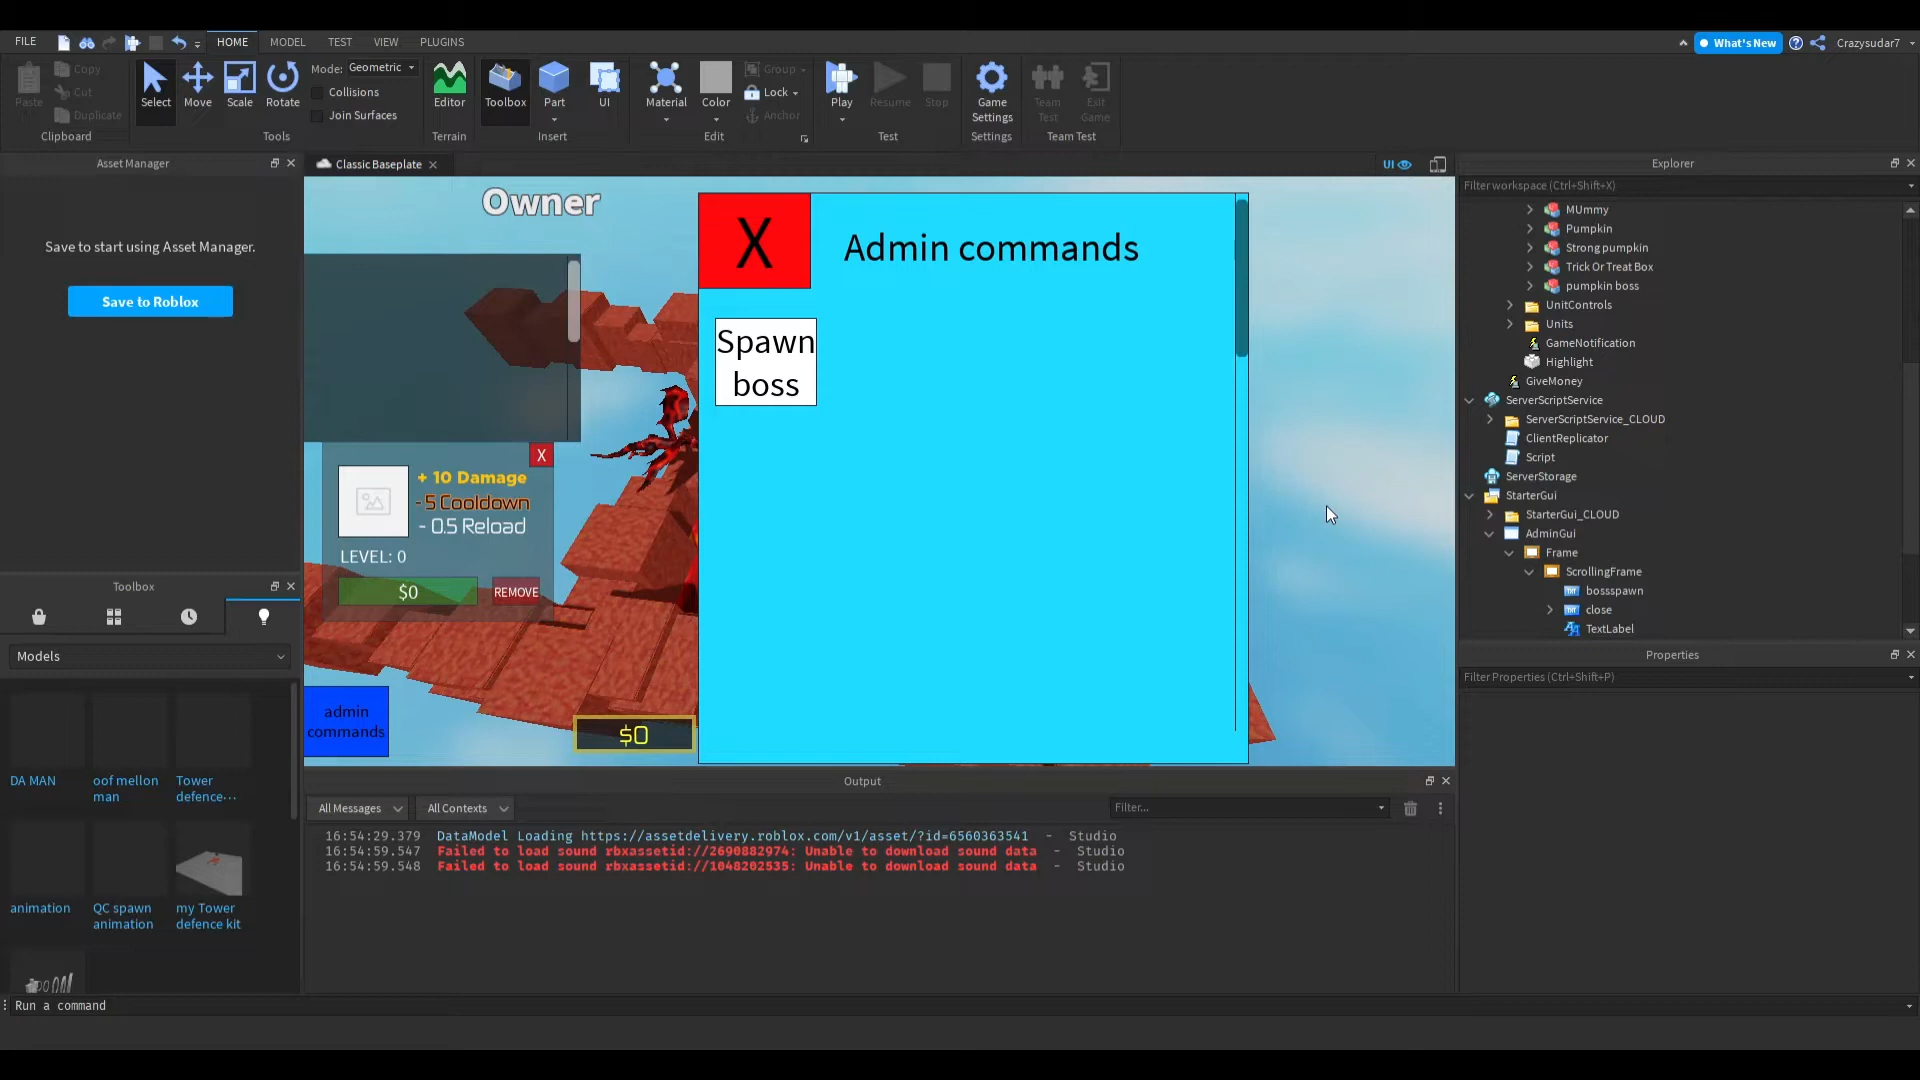 FILE
HOME
MODEL
TEST
VIEW
PLUGINS
What's New
Crazysudar7
Paste
Copy
Cut
Duplicate
Clipboard
Select
Move
Scale
Rotate
Mode: Geometric
Collisions
Join Surfaces
Tools
Editor
Terrain
Toolbox
Part
UI
Insert
Material
Color
Group
Lock
Anchor
Edit
Play
Resume
Stop
Test
Game
Settings
Settings
Team
Test
Exit
Game
Team Test
Asset Manager
Save to start using Asset Manager.
Save to Roblox
Toolbox
Models
DA MAN
oof mellon
man
Tower
defence...
animation
QC spawn
animation
my Tower
defence kit
Classic Baseplate
UI
Owner
X
Admin commands
Spawn
boss
X
+ 10 Damage
- 5 Cooldown
- 0.5 Reload
LEVEL: 0
$0
REMOVE
admin
commands
$0
Output
All Messages
All Contexts
Filter...
16:54:29.379 DataModel Loading https://assetdelivery.roblox.com/v1/asset/?id=6560363541 - Studio
16:54:59.547 Failed to load sound rbxassetid://2690882974: Unable to download sound data - Studio
16:54:59.548 Failed to load sound rbxassetid://1048202535: Unable to download sound data - Studio
Explorer
Filter workspace (Ctrl+Shift+X)
MUmmy
Pumpkin
Strong pumpkin
Trick Or Treat Box
pumpkin boss
UnitControls
Units
GameNotification
Highlight
GiveMoney
ServerScriptService
ServerScriptService_CLOUD
ClientReplicator
Script
ServerStorage
StarterGui
StarterGui_CLOUD
AdminGui
Frame
ScrollingFrame
bossspawn
close
TextLabel
Properties
Filter Properties (Ctrl+Shift+P)
Run a command